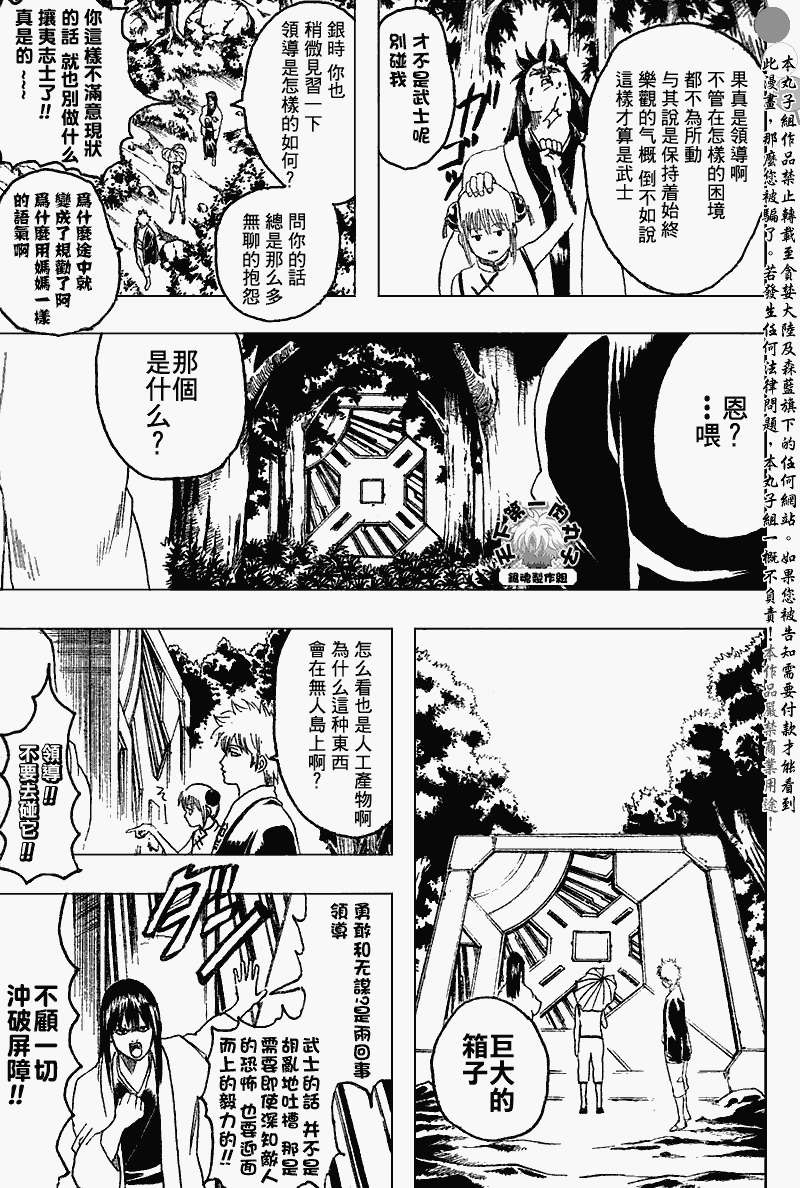 果真是領導啊
不管在怎樣的困境
都不為所動
与其說是保持着始終
樂觀的气概 倒不如說
這樣才算是武士
才不是武士呢
別碰我
銀時 你也
稍微見習一下
領導是怎樣的如何?
問你的話
總是那么多
無聊的抱怨
你這樣不滿意現狀
的話 就也別做什么
攘夷志士了!!
真是的~~~
爲什麼途中就
變成了規勸了阿
爲什麼用媽媽一樣
的語氣啊
恩?
…喂
那個
是什么?
天下第一肉丸子
銀魂製作組
巨大的
箱子
怎么看也是人工產物啊
為什么這种東西
會在無人島上啊?
領導!!
不要去碰它!!
勇敢和无謀?是兩回事
領導
武士的話 并不是
胡亂地吐槽 那是
需要即使深知敵人
的恐怖 也要迎面
而上的毅力的!!
不顧一切
沖破屏障!!
本丸子組作品禁止轉載至貪婪大陸及森藍旗下的任何網站。如果您被告知需要付款才能看到
此漫畫，那麼您被騙了。若發生任何法律問題，本丸子組一概不負責！本作品嚴禁商業用途！